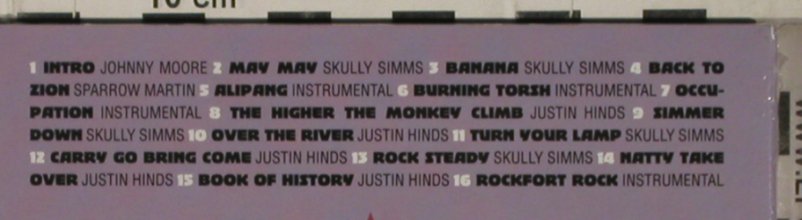 10 cm
1 INTRO JOHNNY MOORE 2 MAY MAY SKULLY SIMMS 3 BANANA SKULLY SIMMS 4 BACK TO
ZION SPARROW MARTIN 5 ALIPANG INSTRUMENTAL 6 BURNING TORSH INSTRUMENTAL 7 OCCU-
PATION INSTRUMENTAL 8 THE HIGHER THE MONKEY CLIMB JUSTIN HINDS 9 SIMMER
DOWN SKULLY SIMMS 10 OVER THE RIVER JUSTIN HINDS 11 TURN YOUR LAMP SKULLY SIMMS
12 CARRY GO BRING COME JUSTIN HINDS 13 ROCK STEADY SKULLY SIMMS 14 NATTY TAKE
OVER JUSTIN HINDS 15 BOOK OF HISTORY JUSTIN HINDS 16 ROCKFORT ROCK INSTRUMENTAL